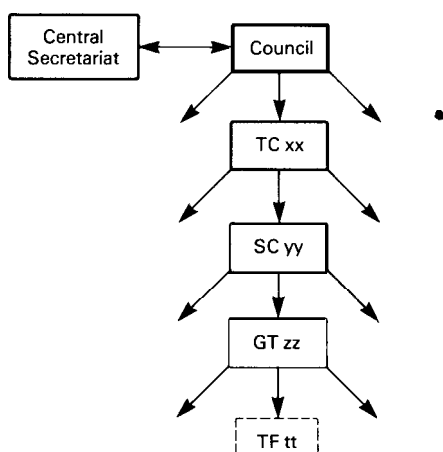 Central
Secretariat
Council
TC xx
SC yy
GT zz
TF tt